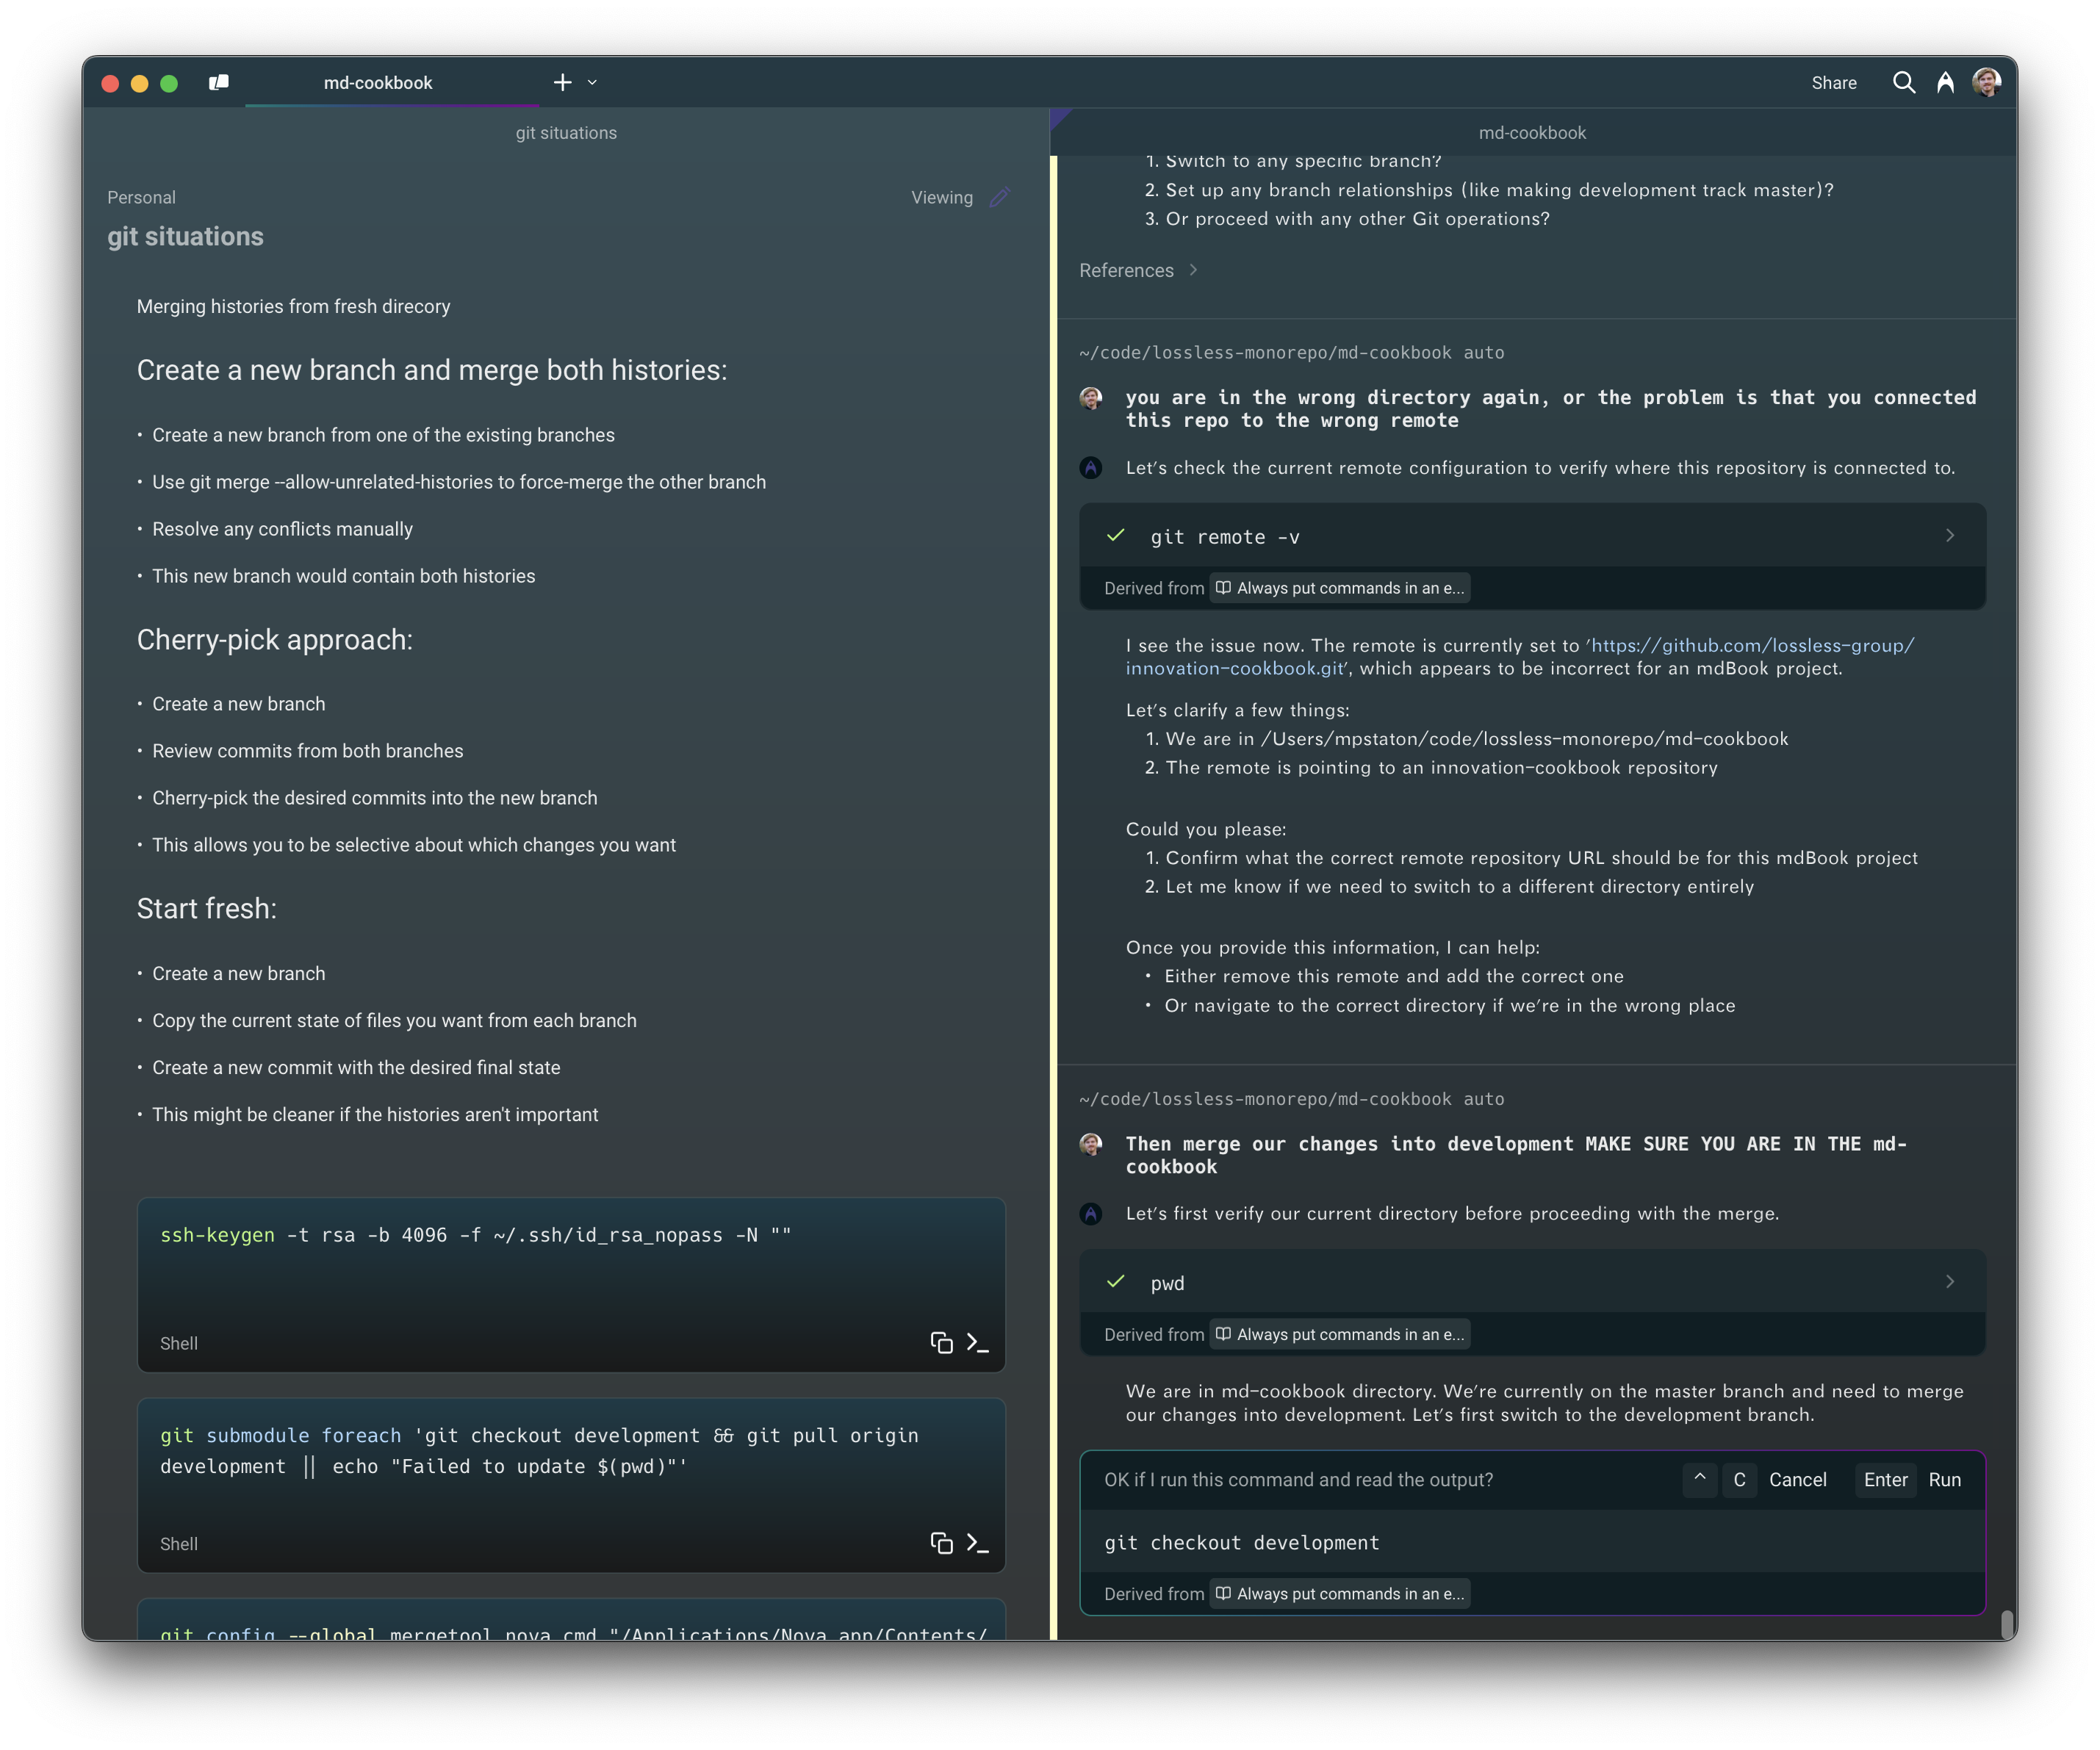 md-cookbook
Share
git situations
Personal
Viewing
git situations
Merging histories from fresh direcory
Create a new branch and merge both histories:
• Create a new branch from one of the existing branches
• Use git merge --allow-unrelated-histories to force-merge the other branch
• Resolve any conflicts manually
• This new branch would contain both histories
Cherry-pick approach:
• Create a new branch
• Review commits from both branches
• Cherry-pick the desired commits into the new branch
• This allows you to be selective about which changes you want
Start fresh:
• Create a new branch
• Copy the current state of files you want from each branch
• Create a new commit with the desired final state
• This might be cleaner if the histories aren't important
ssh-keygen -t rsa -b 4096 -f ~/.ssh/id_rsa_nopass -N ""
Shell
git submodule foreach 'git checkout development && git pull origin
development || echo "Failed to update $(pwd)"'
Shell
git config --global mergetool nova cmd "/Applications/Nova app/Contents/
md-cookbook
1. Switch to any specific branch?
2. Set up any branch relationships (like making development track master)?
3. Or proceed with any other Git operations?
References
~/code/lossless-monorepo/md-cookbook auto
you are in the wrong directory again, or the problem is that you connected
this repo to the wrong remote
Let's check the current remote configuration to verify where this repository is connected to.
git remote -v
Derived from Always put commands in an e...
I see the issue now. The remote is currently set to 'https://github.com/lossless-group/
innovation-cookbook.git', which appears to be incorrect for an mdBook project.
Let's clarify a few things:
1. We are in /Users/mpstaton/code/lossless-monorepo/md-cookbook
2. The remote is pointing to an innovation-cookbook repository
Could you please:
1. Confirm what the correct remote repository URL should be for this mdBook project
2. Let me know if we need to switch to a different directory entirely
Once you provide this information, I can help:
• Either remove this remote and add the correct one
• Or navigate to the correct directory if we're in the wrong place
~/code/lossless-monorepo/md-cookbook auto
Then merge our changes into development MAKE SURE YOU ARE IN THE md-
cookbook
Let's first verify our current directory before proceeding with the merge.
pwd
Derived from Always put commands in an e...
We are in md-cookbook directory. We're currently on the master branch and need to merge
our changes into development. Let's first switch to the development branch.
OK if I run this command and read the output?
^ C Cancel Enter Run
git checkout development
Derived from Always put commands in an e...